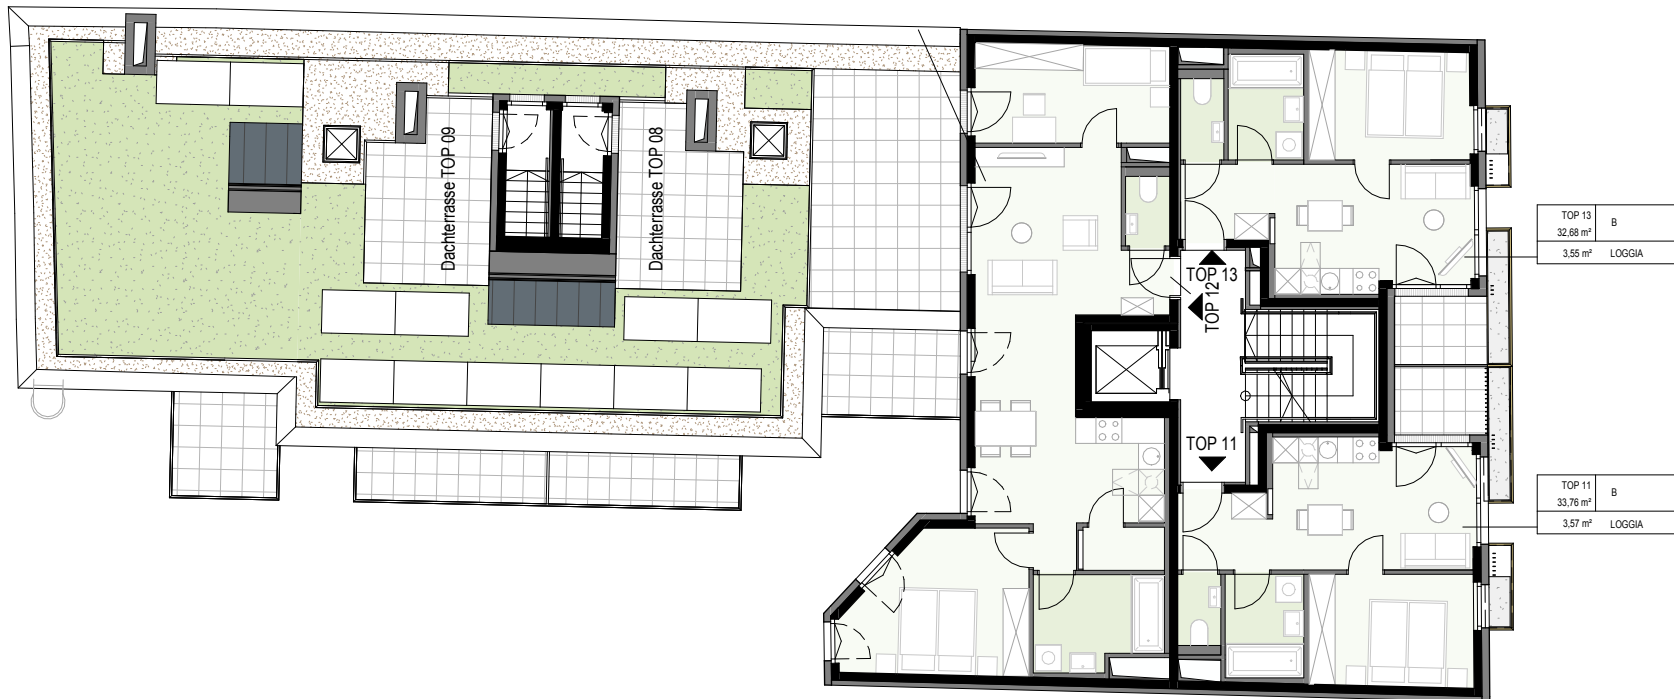 Dachterrasse TOP 09
Dachterrasse TOP 08
TOP 13
TOP 12
TOP 11
TOP 13
32,68 m²
B
3,55 m²
LOGGIA
TOP 11
33,76 m²
B
3,57 m²
LOGGIA